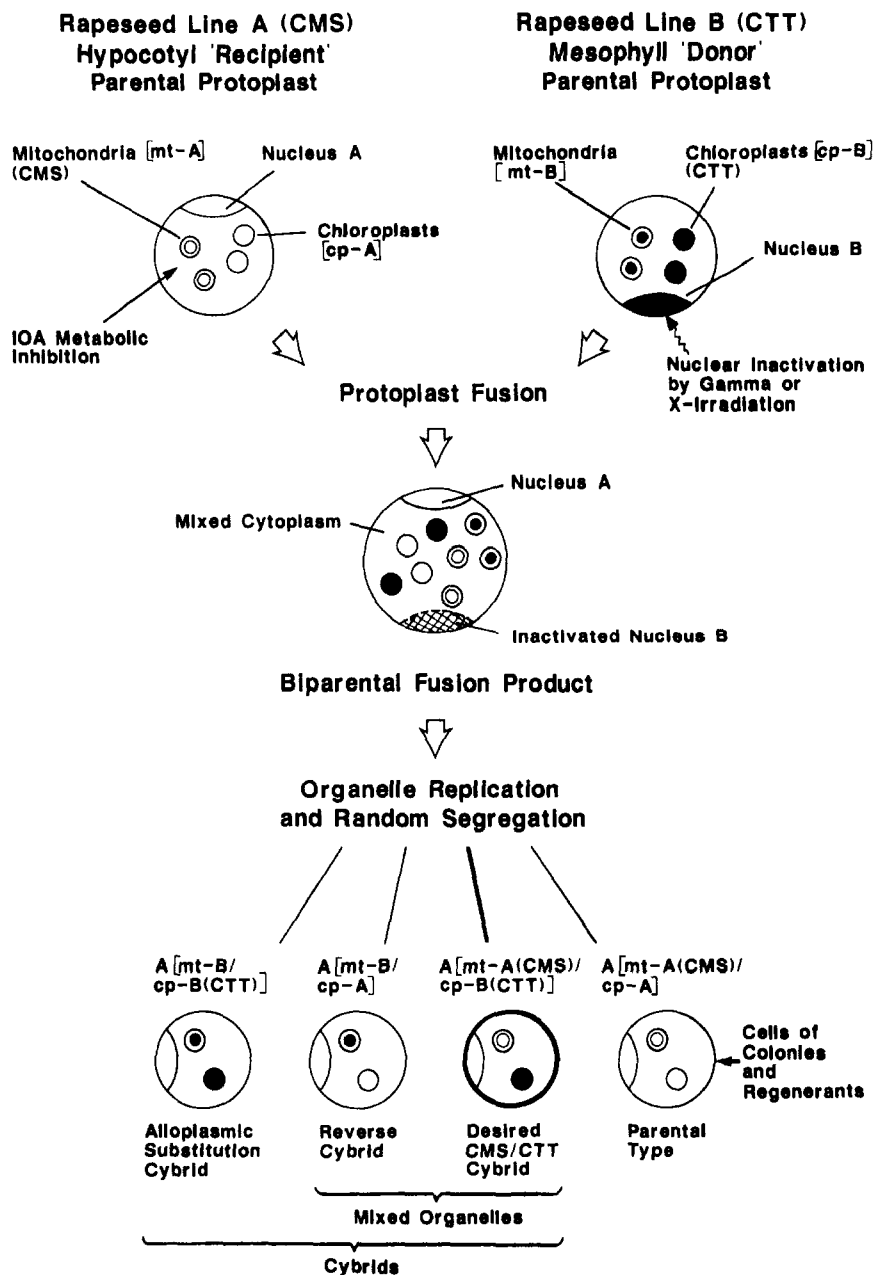 Rapeseed Line A (CMS)
Hypocotyl 'Recipient'
Parental Protoplast
Rapeseed Line B (CTT)
Mesophyll 'Donor'
Parental Protoplast
Mitochondria [mt-A]
(CMS)
Nucleus A
Chloroplasts
[cp-A]
IOA Metabolic
Inhibition
Mitochondria
[mt-B]
Chloroplasts [cp-B]
(CTT)
Nucleus B
Nuclear Inactivation
by Gamma or
X-Irradiation
Protoplast Fusion
Nucleus A
Mixed Cytoplasm
Inactivated Nucleus B
Biparental Fusion Product
Organelle Replication
and Random Segregation
A[mt-B/
cp-B(CTT)]
A[mt-B/
cp-A]
A[mt-A(CMS)/
cp-B(CTT)]
A[mt-A(CMS)/
cp-A]
Cells of
Colonies
and
Regenerants
Alloplasmic
Substitution
Cybrid
Reverse
Cybrid
Desired
CMS/CTT
Cybrid
Parental
Type
Mixed Organelles
Cybrids